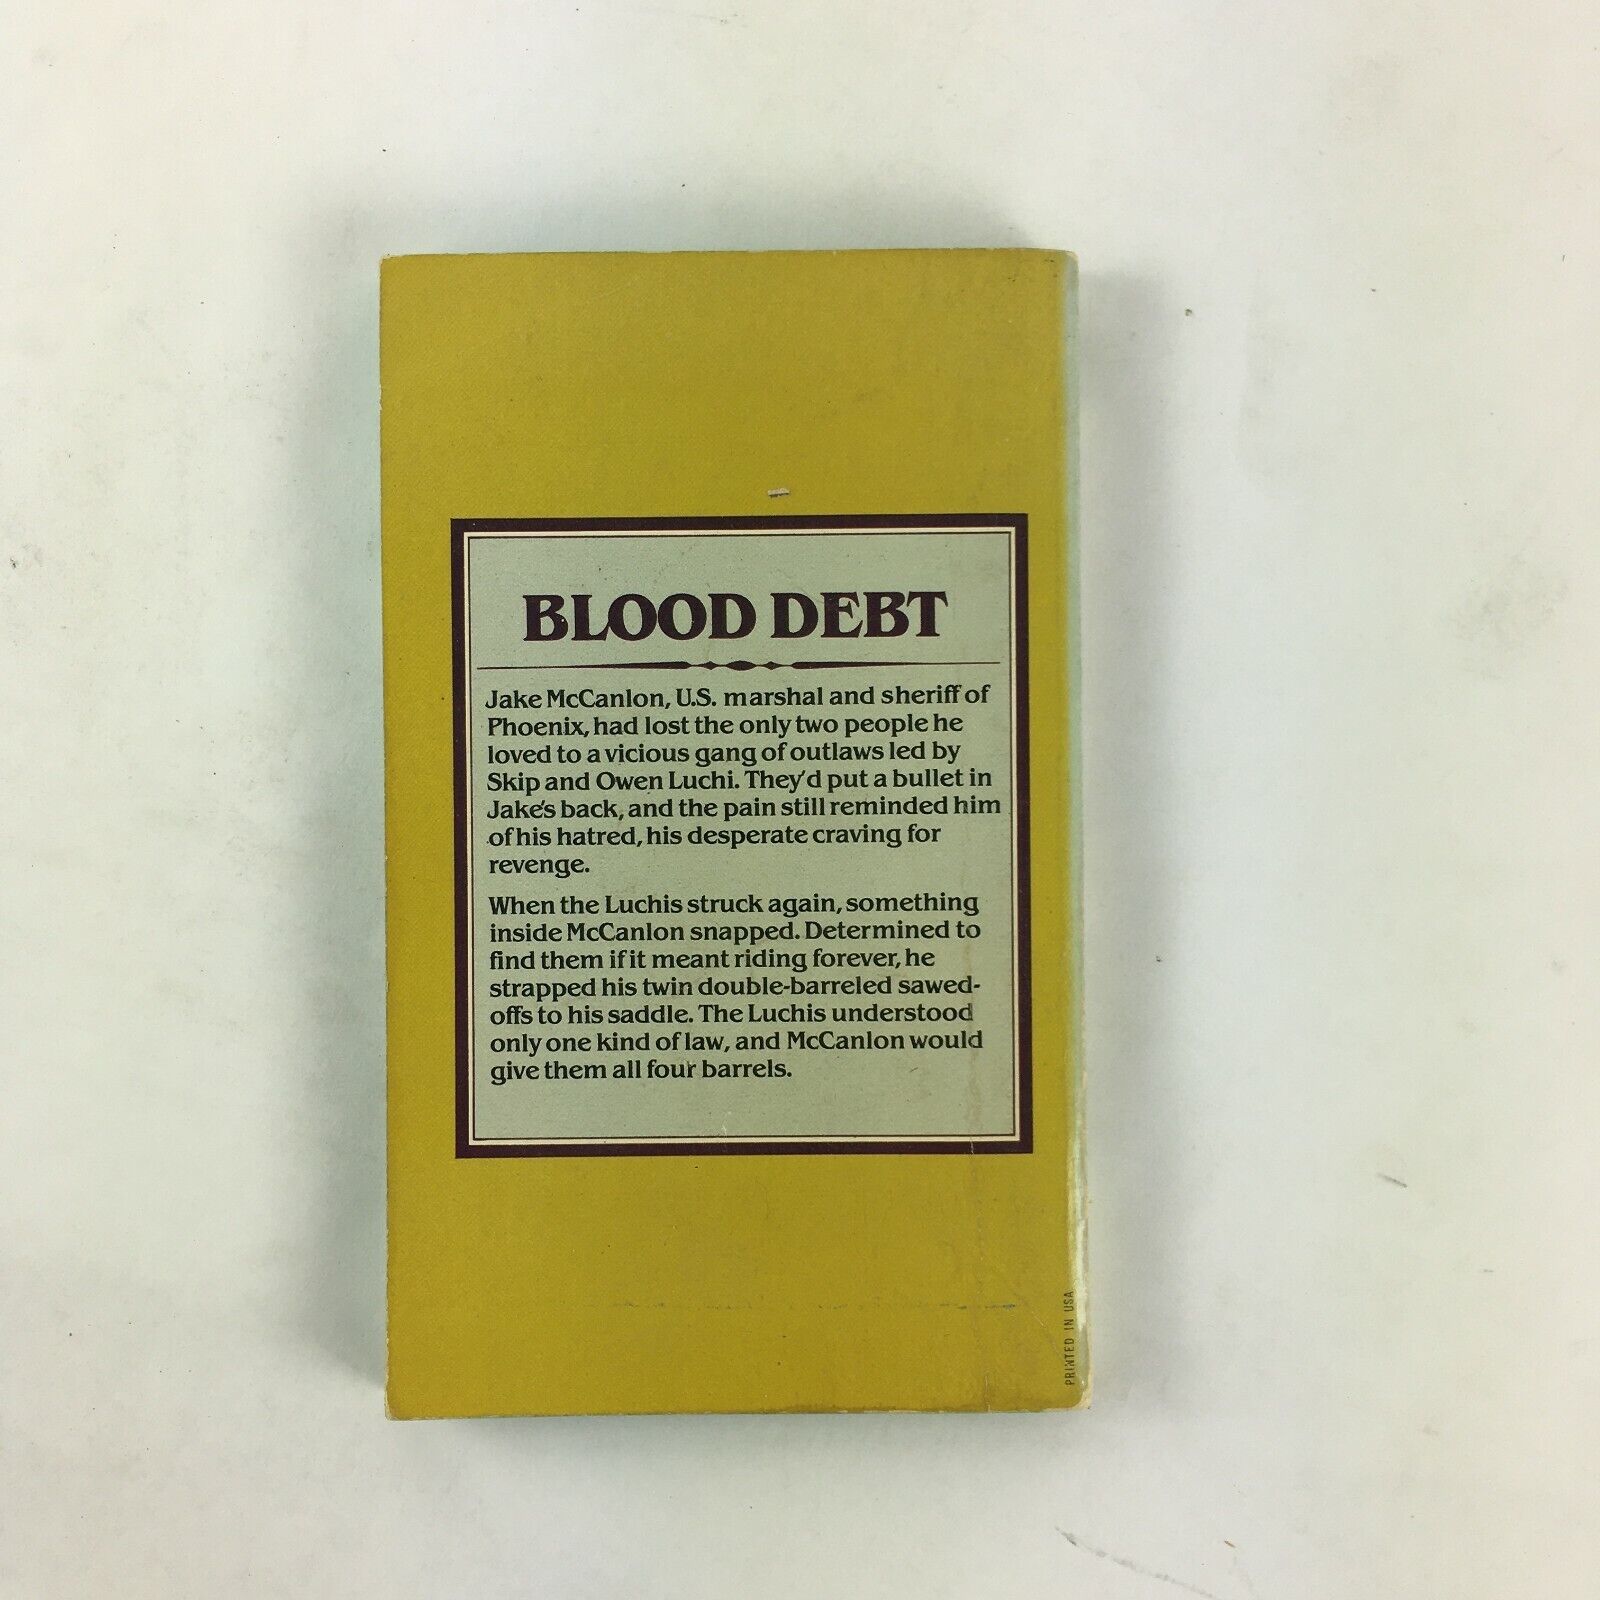 BLOOD DEBT
Jake McCanlon, U.S. marshal and sheriff of
Phoenix, had lost the only two people he
loved to a vicious gang of outlaws led by
Skip and Owen Luchi. They'd put a bullet in
Jake's back, and the pain still reminded him
of his hatred, his desperate craving for
revenge.
When the Luchis struck again, something
inside McCanlon snapped. Determined to
find them if it meant riding forever, he
strapped his twin double-barreled sawed-
offs to his saddle. The Luchis understood
only one kind of law, and McCanlon would
give them all four barrels.
PRINTED IN USA